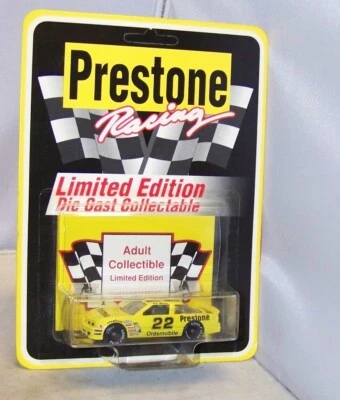 Prestone
Racing
Limited Edition
Die Cast Collectable
Adult
Collectible
Limited Edition
22
Prestone
Oldsmobile